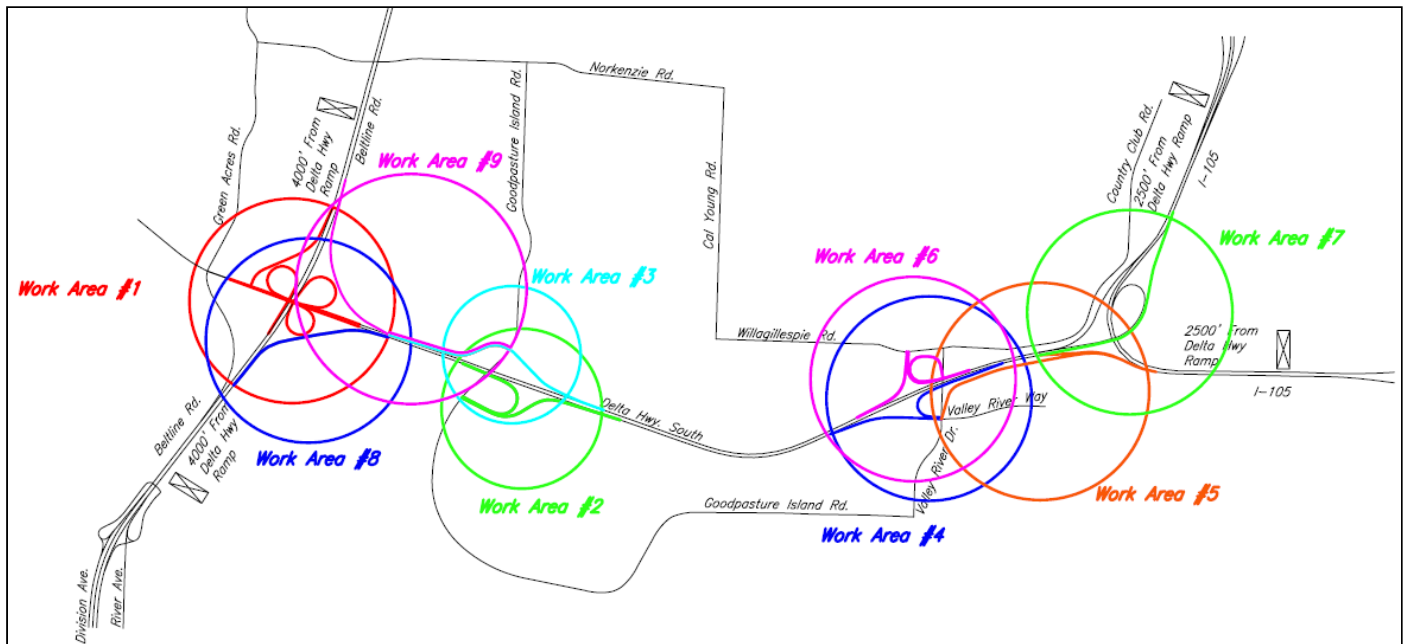 Norkenzie Rd.
Green Acres Rd.
4000' From
Delta Hwy
Ramp
Beltline Rd.
Goodpasture Island Rd.
Work Area #9
Cal Young Rd.
Country Club Rd.
2500' From
Delta Hwy Ramp
I-105
Work Area #1
Work Area #3
Work Area #6
Work Area #7
Willagillespie Rd.
2500' From
Delta Hwy
Ramp
I-105
Beltline Rd.
4000' From
Delta Hwy
Ramp
Work Area #8
Delta Hwy. South
Valley River Way
Valley River Dr.
Work Area #2
Goodpasture Island Rd.
Work Area #5
Work Area #4
Division Ave.
River Ave.